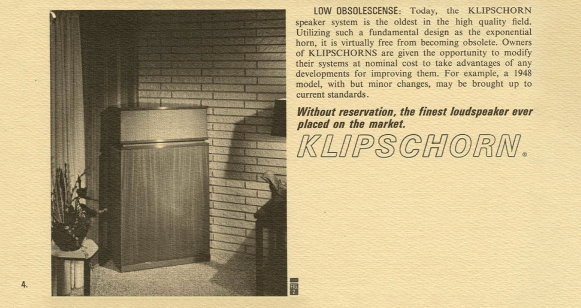 LOW OBSOLESCENSE: Today, the KLIPSCHORN
speaker system is the oldest in the high quality field.
Utilizing such a fundamental design as the exponential
horn, it is virtually free from becoming obsolete. Owners
of KLIPSCHORNS are given the opportunity to modify
their systems at nominal cost to take advantages of any
developments for improving them. For example, a 1948
model, with but minor changes, may be brought up to
current standards.
Without reservation, the finest loudspeaker ever
placed on the market.
KLIPSCHORN®
4.